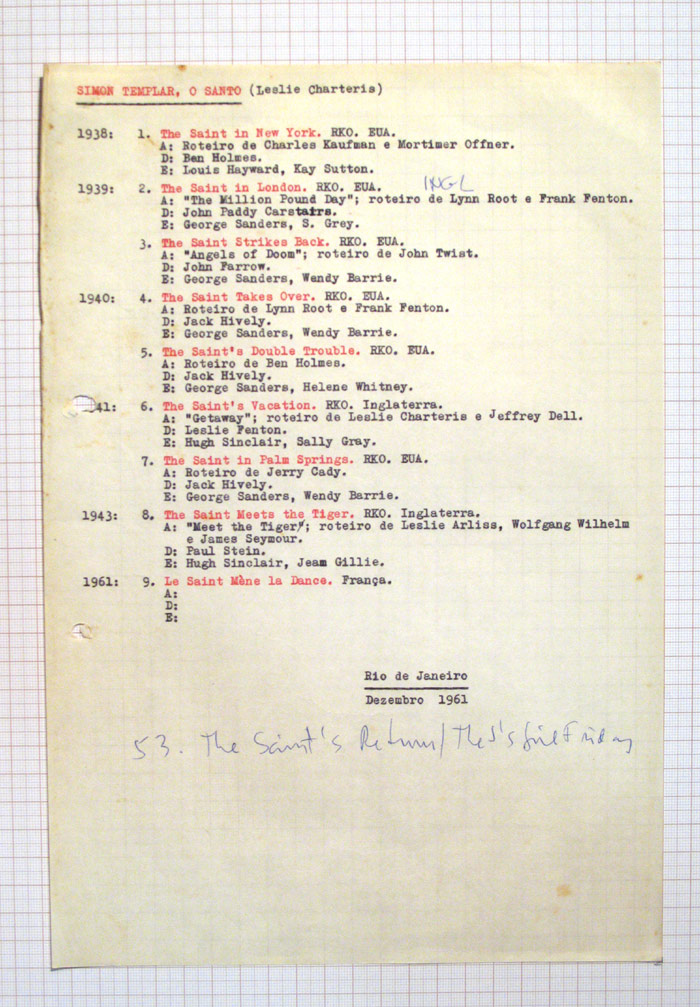 SIMON TEMPLAR, O SANTO (Leslie Charteris)
1938: 1. The Saint in New York. RKO. EUA.
A: Roteiro de Charles Kaufman e Mortimer Offner.
D: Ben Holmes.
E: Louis Hayward, Kay Sutton.
INGL
1939: 2. The Saint in London. RKO. EUA.
A: "The Million Pound Day"; roteiro de Lynn Root e Frank Fenton.
D: John Paddy Carstairs.
E: George Sanders, S. Grey.
3. The Saint Strikes Back. RKO. EUA.
A: "Angels of Doom"; roteiro de John Twist.
D: John Farrow.
E: George Sanders, Wendy Barrie.
1940: 4. The Saint Takes Over. RKO. EUA.
A: Roteiro de Lynn Root e Frank Fenton.
D: Jack Hively.
E: George Sanders, Wendy Barrie.
5. The Saint's Double Trouble. RKO. EUA.
A: Roteiro de Ben Holmes.
D: Jack Hively.
E: George Sanders, Helene Whitney.
41: 6. The Saint's Vacation. RKO. Inglaterra.
A: "Getaway"; roteiro de Leslie Charteris e Jeffrey Dell.
D: Leslie Fenton.
E: Hugh Sinclair, Sally Gray.
7. The Saint in Palm Springs. RKO. EUA.
A: Roteiro de Jerry Cady.
D: Jack Hively.
E: George Sanders, Wendy Barrie.
1943: 8. The Saint Meets the Tiger. RKO. Inglaterra.
A: "Meet the Tiger"; roteiro de Leslie Arliss, Wolfgang Wilhelm
e James Seymour.
D: Paul Stein.
E: Hugh Sinclair, Jeam Gillie.
1961: 9. Le Saint Mène la Dance. França.
A:
D:
E:
Rio de Janeiro
Dezembro 1961
53. The Saint's Return/ The S's Friday